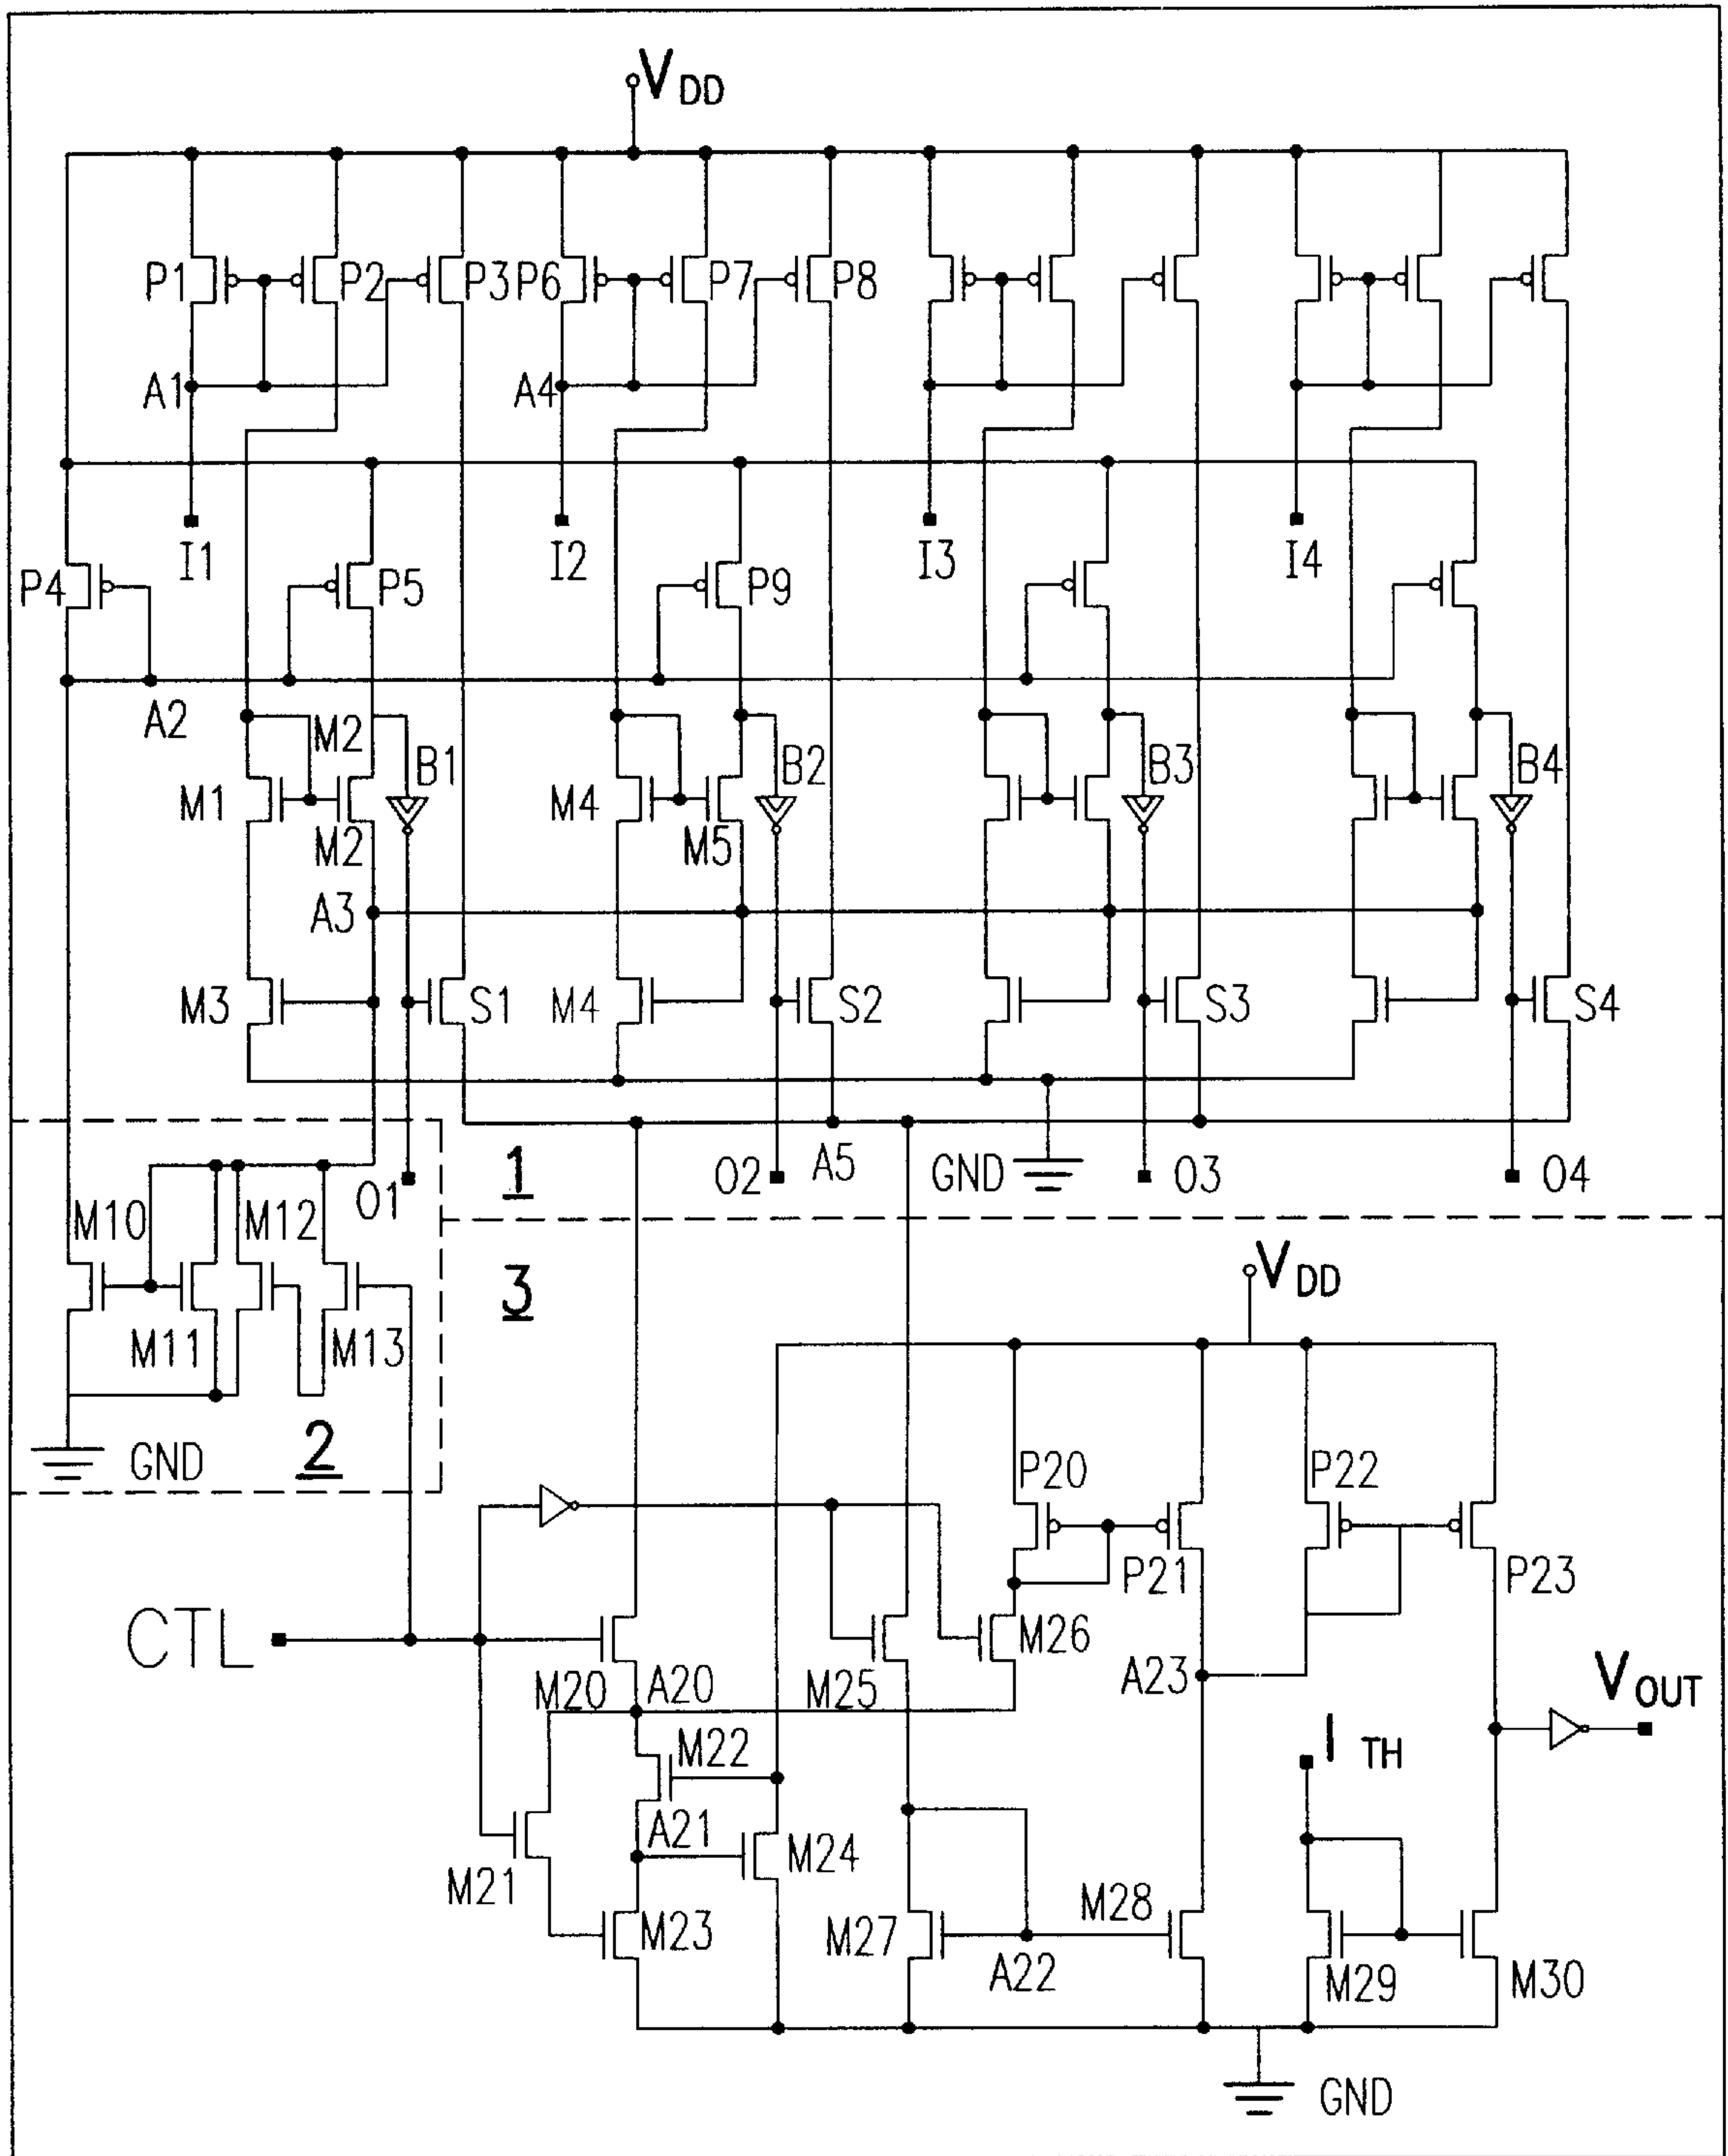 VDD
P1 P2 P3 P6 P7 P8
A1 A4
I1 I2 I3 I4
P4 P5 P9
A2
M2 B1 B2 B3 B4
M1 M4
M2 M5
A3
M3 S1 M4 S2 S3 S4
O1 1 O2 A5 GND O3 O4
M10 M12
3 VDD
M11 M13
GND 2
P20 P22
P21 P23
CTL M26
M20 A20 M25 A23 VOUT
M22 ITH
A21
M21 M24
M23 M27 M28
A22 M29 M30
GND